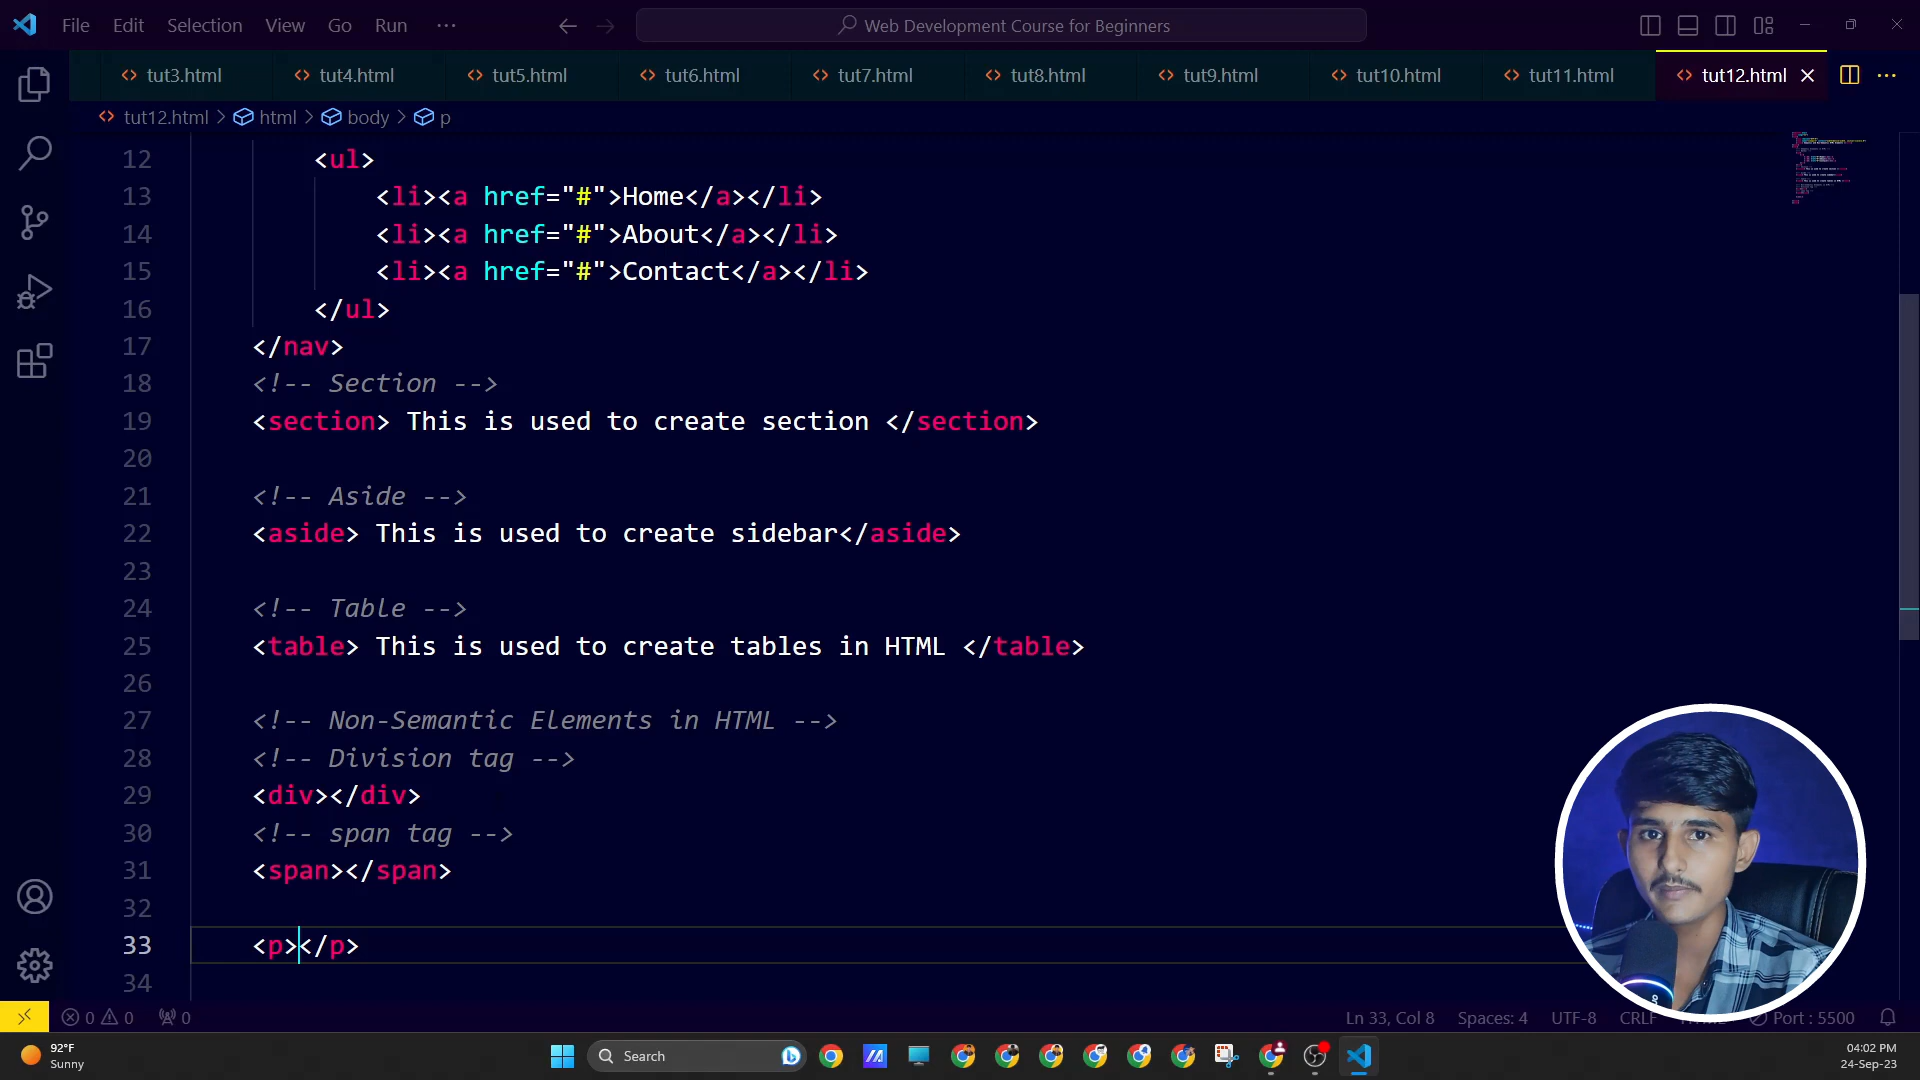 File Edit Selection View Go Run ···
Web Development Course for Beginners
tut3.html tut4.html tut5.html tut6.html tut7.html tut8.html tut9.html tut10.html tut11.html tut12.html
tut12.html > html > body > p
12 <ul>
13 <li><a href="#">Home</a></li>
14 <li><a href="#">About</a></li>
15 <li><a href="#">Contact</a></li>
16 </ul>
17 </nav>
18 <!-- Section -->
19 <section> This is used to create section </section>
20
21 <!-- Aside -->
22 <aside> This is used to create sidebar</aside>
23
24 <!-- Table -->
25 <table> This is used to create tables in HTML </table>
26
27 <!-- Non-Semantic Elements in HTML -->
28 <!-- Division tag -->
29 <div></div>
30 <!-- span tag -->
31 <span></span>
32
33 <p></p>
34
0 0 0 Ln 33, Col 8 Spaces: 4 UTF-8 CRLF Port : 5500
92°F
Sunny
Search
04:02 PM
24-Sep-23